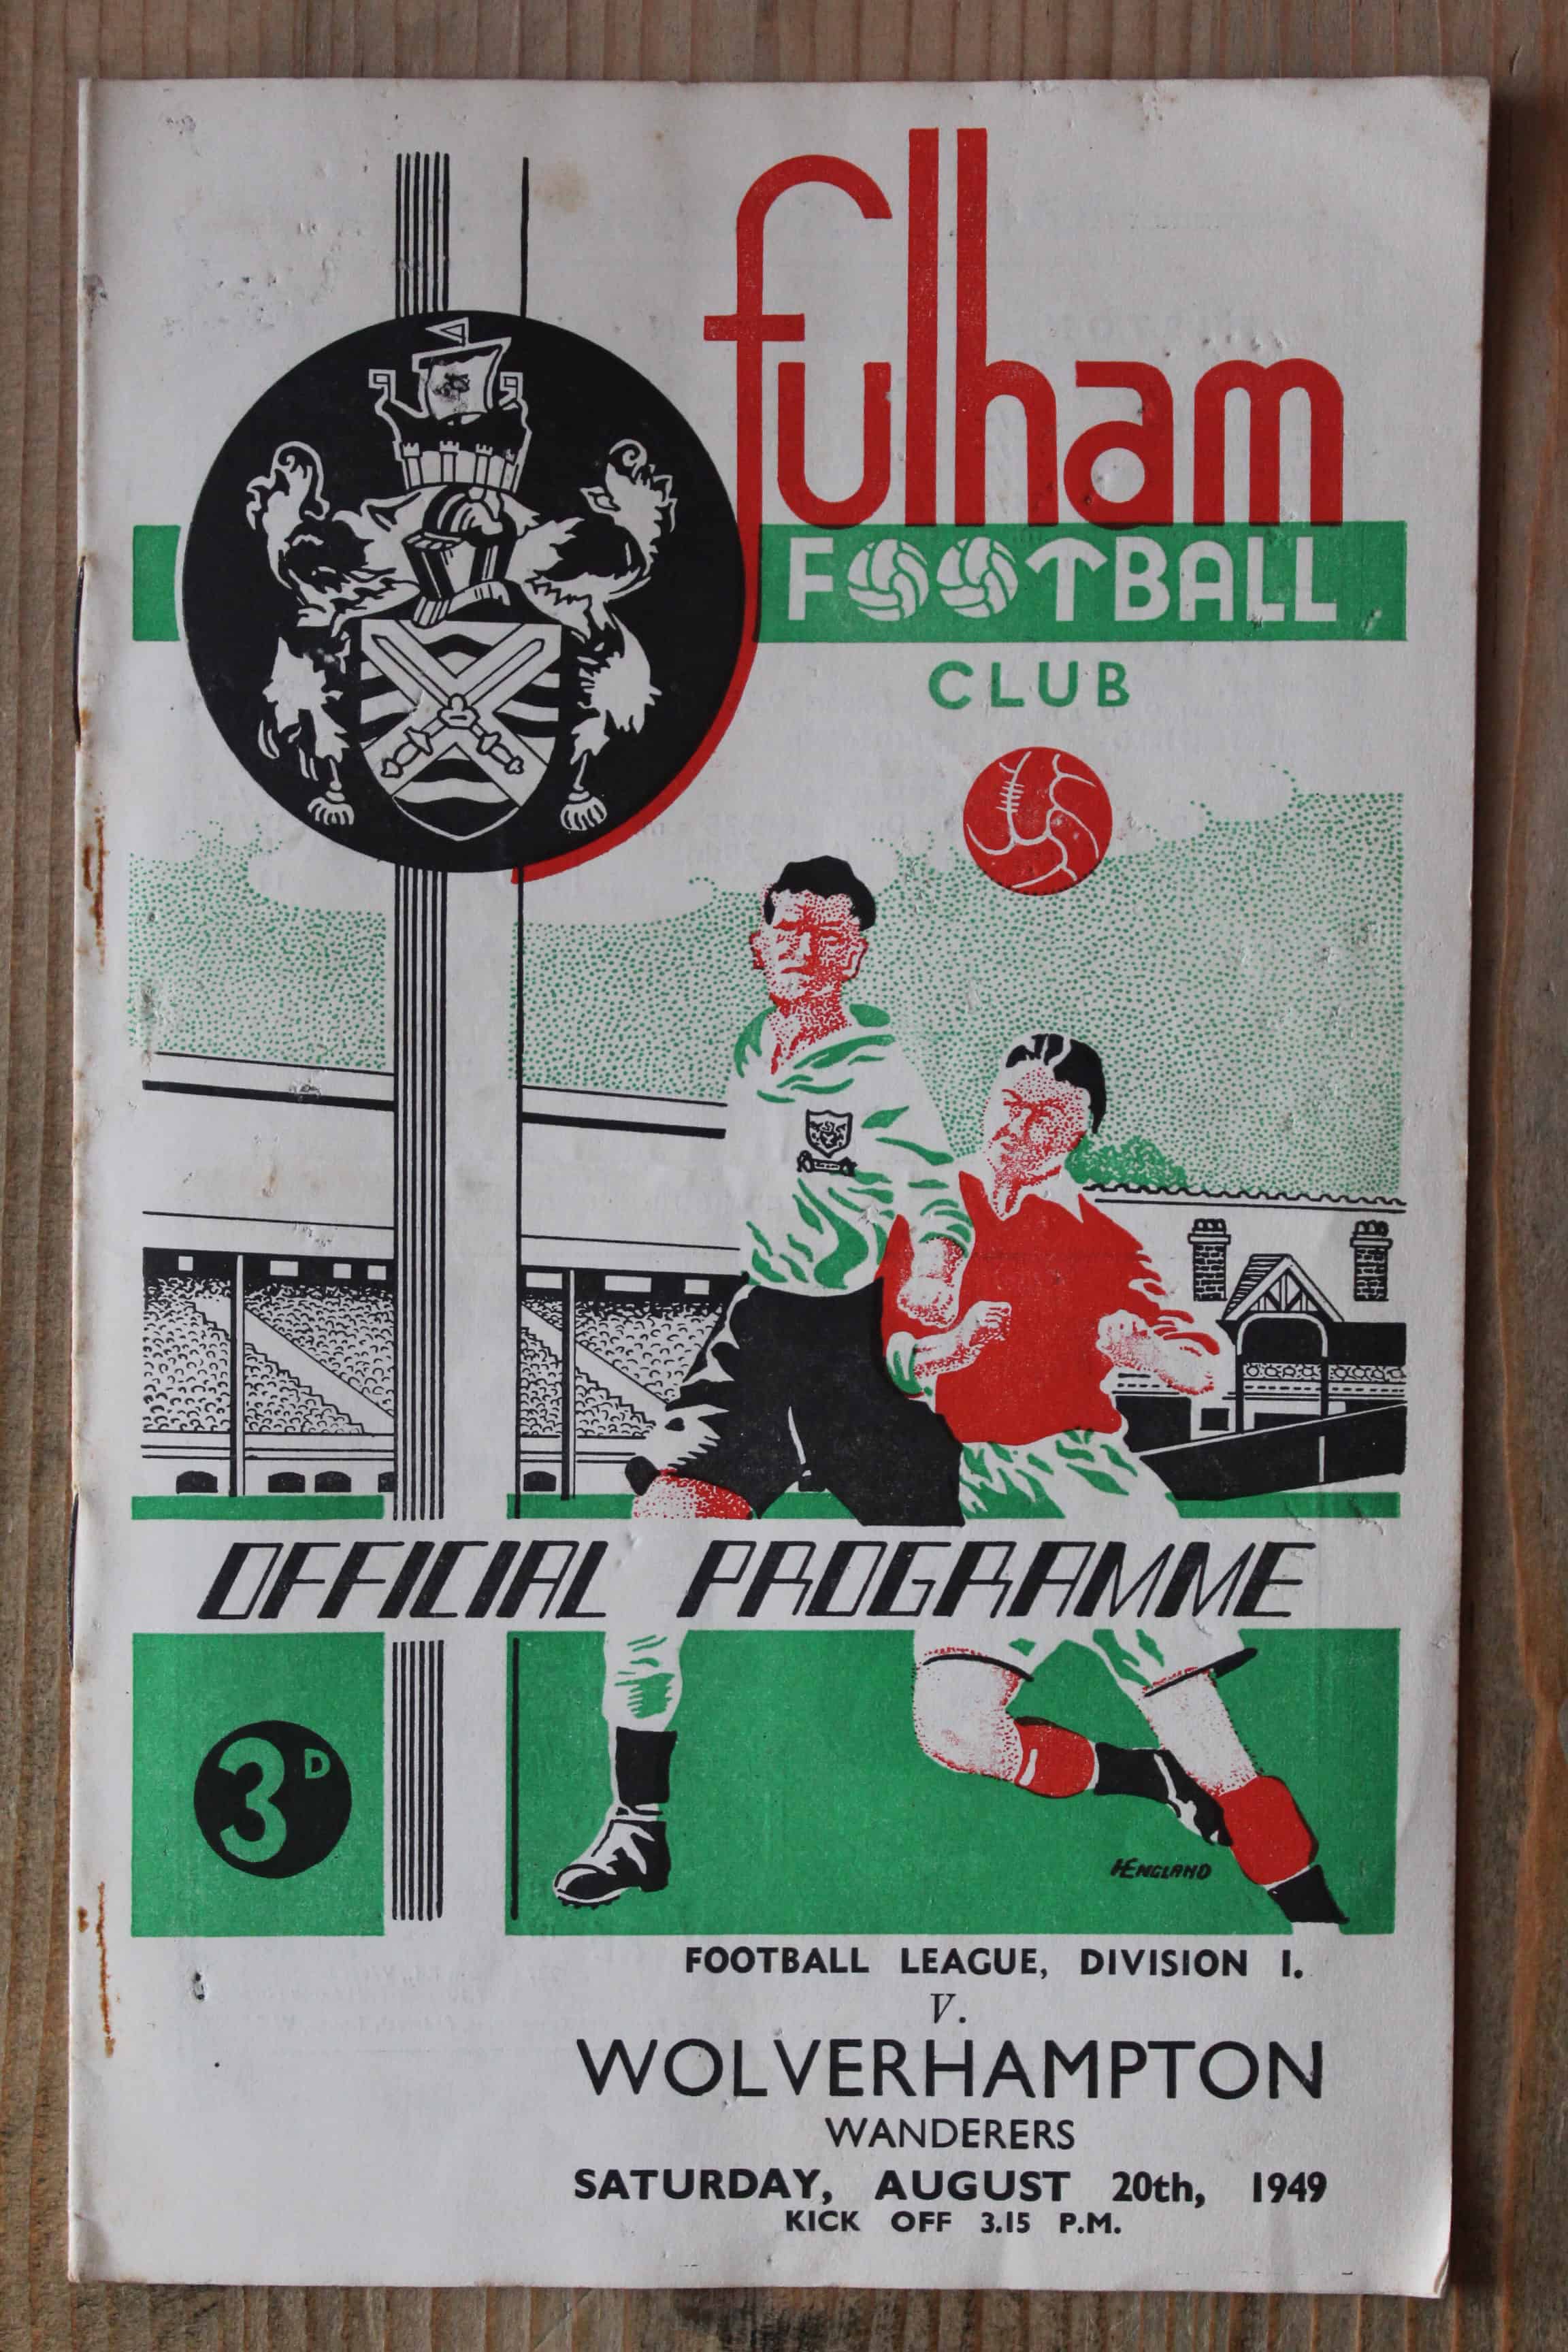 fulham
FOOTBALL
CLUB
OFFICIAL PROGRAMME
3D
HENGLAND
FOOTBALL LEAGUE, DIVISION I.
V.
WOLVERHAMPTON
WANDERERS
SATURDAY, AUGUST 20th, 1949
KICK OFF 3.15 P.M.